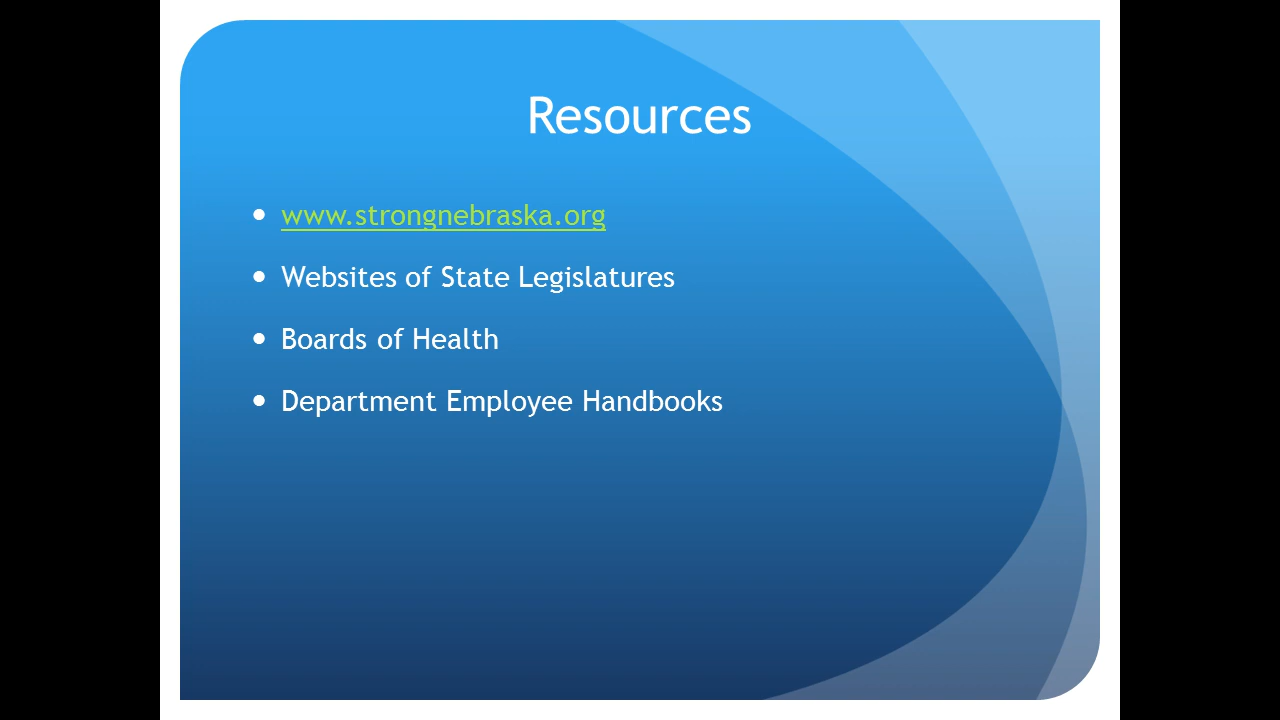 Resources
• www.strongnebraska.org
• Websites of State Legislatures
• Boards of Health
• Department Employee Handbooks